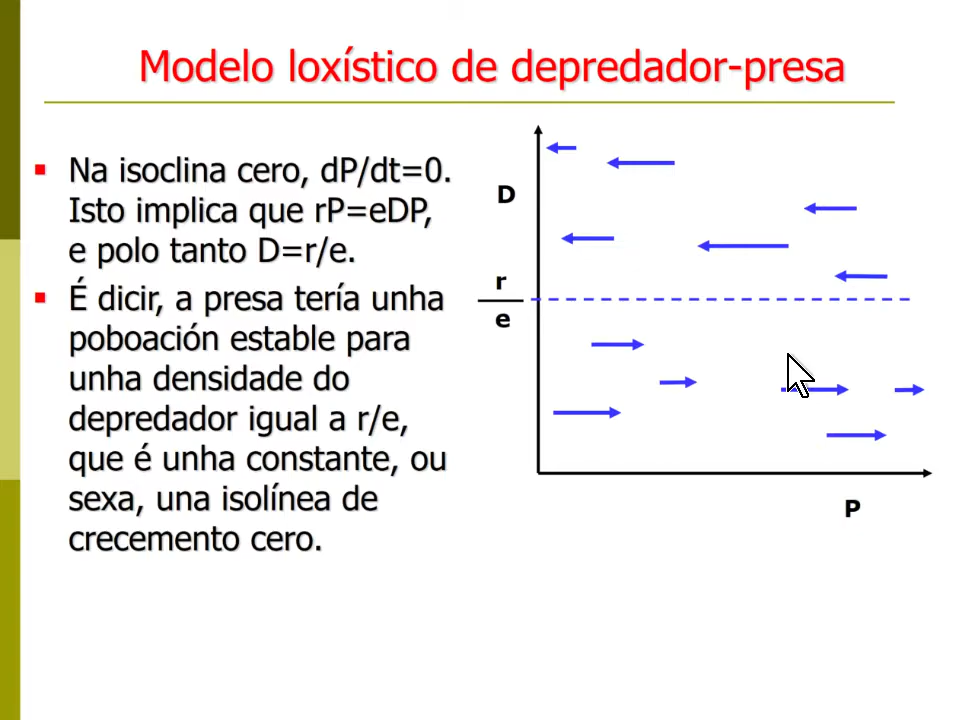 Modelo loxístico de depredador-presa
Na isoclina cero, dP/dt=0.
Isto implica que rP=eDP,
e polo tanto D=r/e.
É dicir, a presa tería unha
poboación estable para
unha densidade do
depredador igual a r/e,
que é unha constante, ou
sexa, una isolínea de
crecemento cero.
D
r
e
P